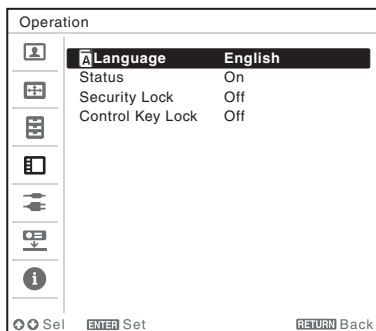 Operation
A Language English
Status On
Security Lock Off
Control Key Lock Off
Sel ENTER Set RETURN Back